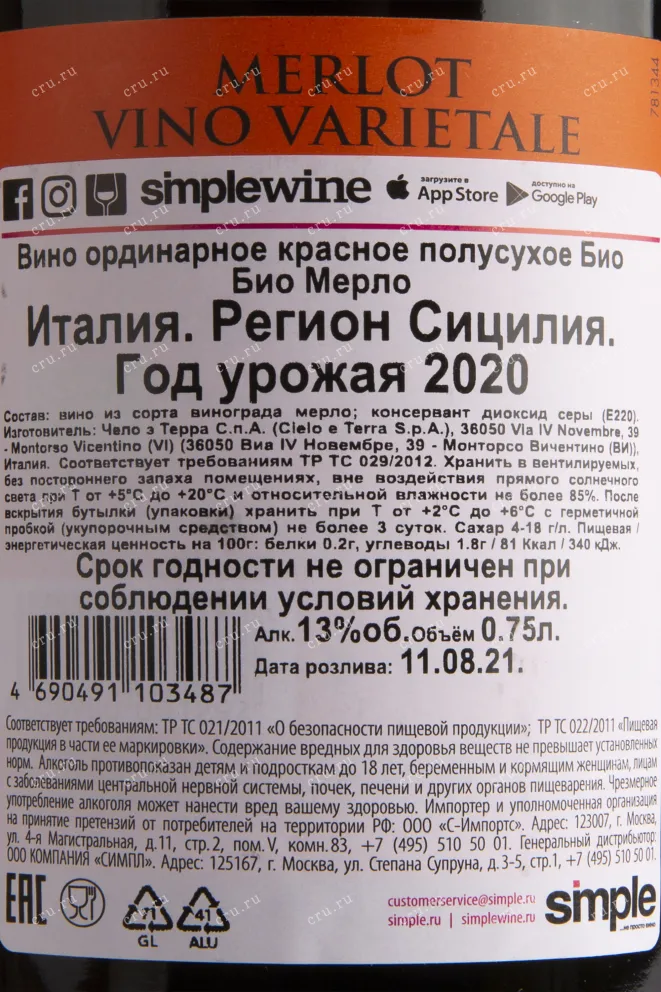 MERLOT
VINO VARIETALE
781344
simplewine загрузите в App Store доступно на Google Play
Вино ординарное красное полусухое Био
Био Мерло
Италия. Регион Сицилия.
Год урожая 2020
Состав: вино из сорта винограда мерло; консервант диоксид серы (Е220).
Изготовитель: Чело э Терра С.п.А. (Cielo e Terra S.p.A.), 36050 Via IV Novembre, 39
- Montorso Vicentino (VI) (36050 Виа IV Новембре, 39 - Монторсо Вичентино (ВИ)),
Италия. Соответствует требованиям ТР ТС 029/2012. Хранить в вентилируемых,
без постороннего запаха помещениях, вне воздействия прямого солнечного
света при Т от +5°С до +20°С и относительной влажности не более 85%. После
вскрытия бутылки (упаковки) хранить при Т от +2°С до +6°С с герметичной
пробкой (укупорочным средством) не более 3 суток. Сахар 4-18 г/л. Пищевая /
энергетическая ценность на 100г: белки 0.2г, углеводы 1.8г / 81 Ккал / 340 кДж.
Срок годности не ограничен при
соблюдении условий хранения.
Алк. 13%об. Объём 0.75л.
Дата розлива: 11.08.21.
4 690491 103487
Соответствует требованиям: ТР ТС 021/2011 «О безопасности пищевой продукции»; ТР ТС 022/2011 «Пищевая
продукция в части ее маркировки». Содержание вредных для здоровья веществ не превышает установленных
норм. Алкоголь противопоказан детям и подросткам до 18 лет, беременным и кормящим женщинам, лицам
с заболеваниями центральной нервной системы, почек, печени и других органов пищеварения. Чрезмерное
употребление алкоголя может нанести вред вашему здоровью. Импортер и уполномоченная организация
на принятие претензий от потребителей на территории РФ: ООО «С-Импортс». Адрес: 123007, г. Москва,
ул. 4-я Магистральная, д.11, стр.2, пом.V, комн.83, +7 (495) 510 50 01. Генеральный дистрибьютор:
ООО КОМПАНИЯ «СИМПЛ». Адрес: 125167, г. Москва, ул. Степана Супруна, д.3-5, стр.1, +7 (495) 510 50 01.
EAC
71 GL
41 ALU
customerservice@simple.ru
simple.ru | simplewine.ru
simple
...не просто вино
cru.ru